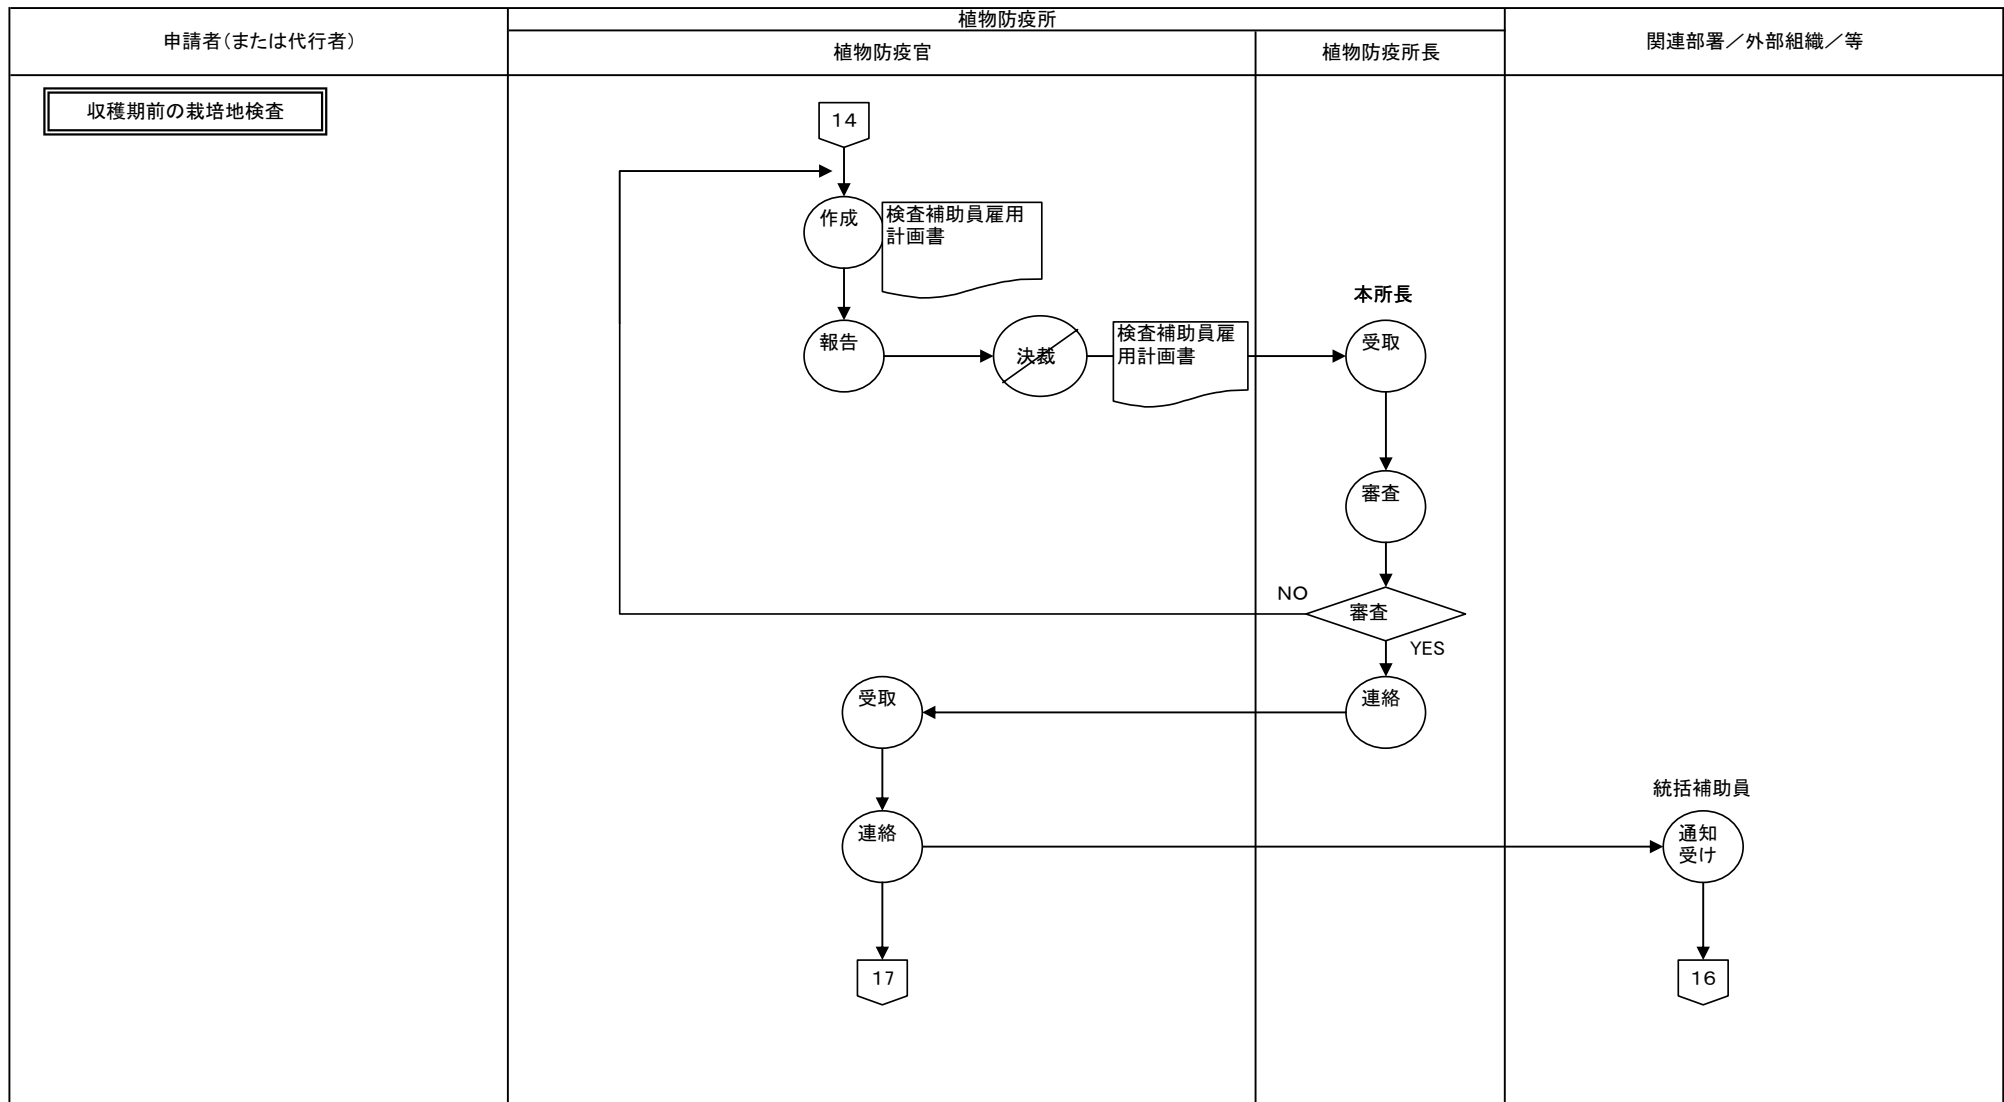 植物防疫所
申請者（または代行者）
植物防疫官
植物防疫所長
関連部署／外部組織／等
収穫期前の栽培地検査
14
作成
検査補助員雇用
計画書
本所長
報告
決裁
検査補助員雇
用計画書
受取
審査
NO
審査
YES
受取
連絡
統括補助員
連絡
通知
受け
17
16